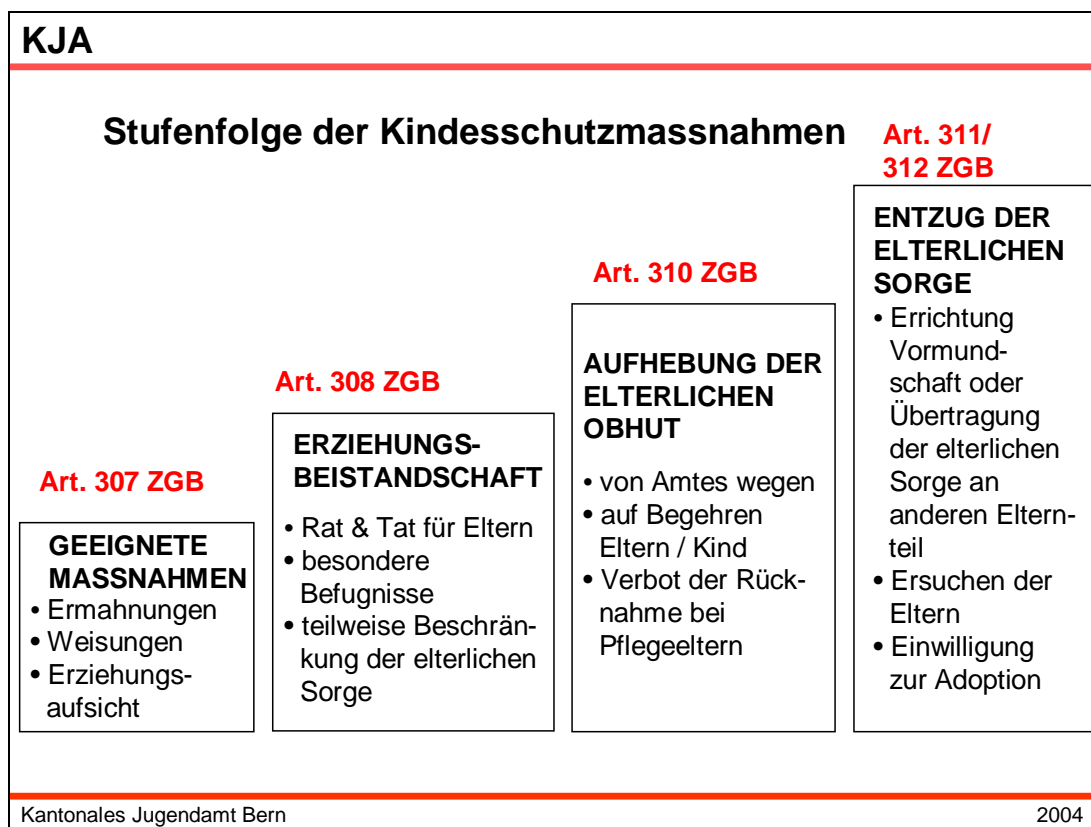 KJA
Stufenfolge der Kindesschutzmassnahmen
Art. 307 ZGB
GEEIGNETE
MASSNAHMEN
• Ermahnungen
• Weisungen
• Erziehungs-
aufsicht
Art. 308 ZGB
ERZIEHUNGS-
BEISTANDSCHAFT
• Rat & Tat für Eltern
• besondere
Befugnisse
• teilweise Beschrän-
kung der elterlichen
Sorge
Art. 310 ZGB
AUFHEBUNG DER
ELTERLICHEN
OBHUT
• von Amtes wegen
• auf Begehren
Eltern / Kind
• Verbot der Rück-
nahme bei
Pflegeeltern
Art. 311/
312 ZGB
ENTZUG DER
ELTERLICHEN
SORGE
• Errichtung
Vormund-
schaft oder
Übertragung
der elterlichen
Sorge an
anderen Eltern-
teil
• Ersuchen der
Eltern
• Einwilligung
zur Adoption
Kantonales Jugendamt Bern
2004